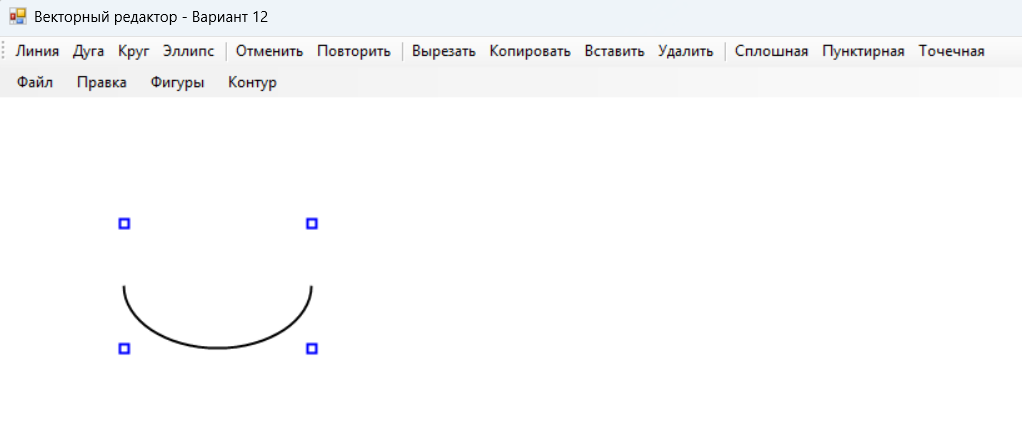 Векторный редактор - Вариант 12
Линия Дуга Круг Эллипс Отменить Повторить Вырезать Копировать Вставить Удалить Сплошная Пунктирная Точечная
Файл Правка Фигуры Контур